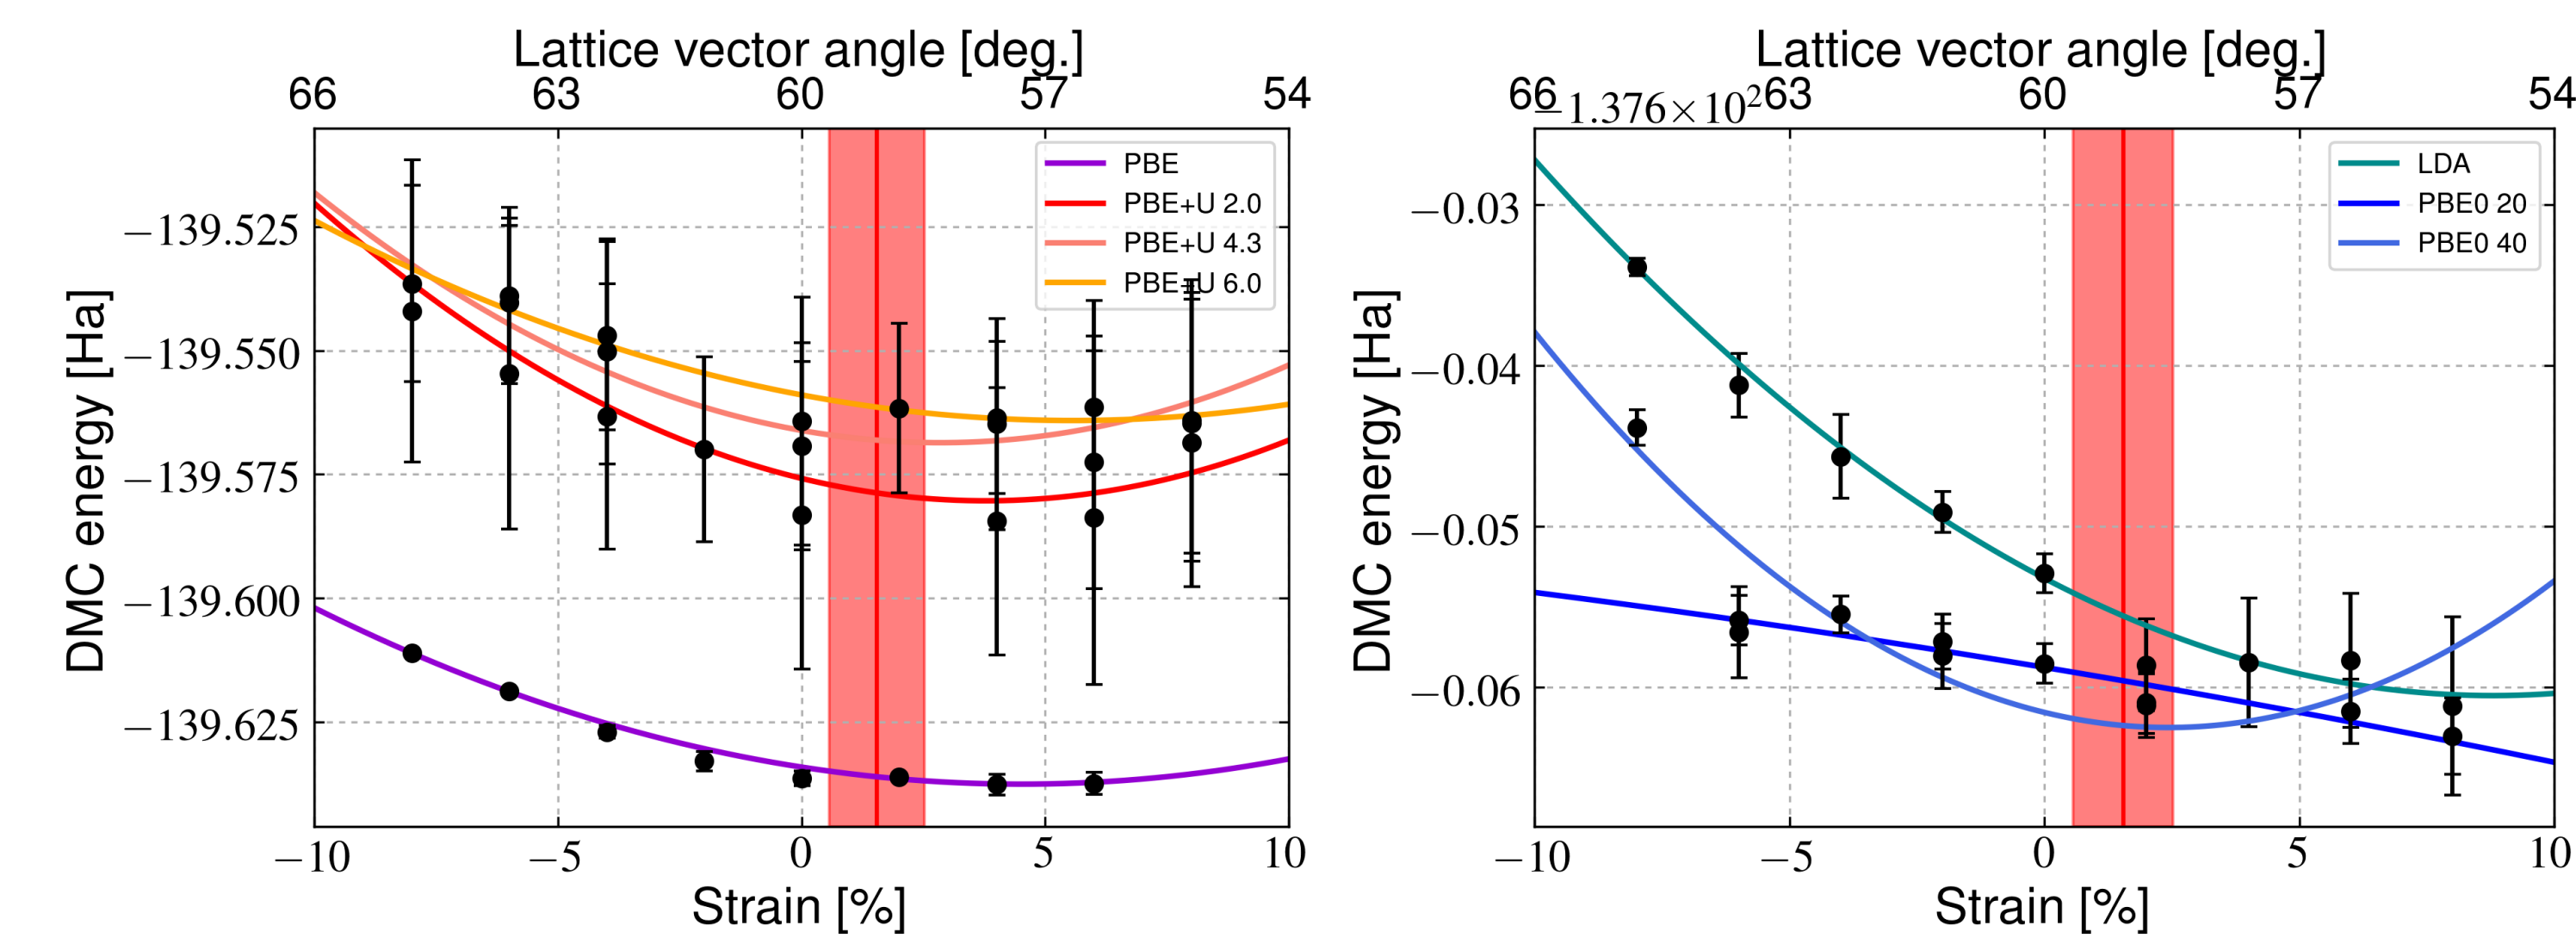 Lattice vector angle [deg.]
66 63 60 57 54
PBE
PBE+U 2.0
PBE+U 4.3
PBE+U 6.0
−139.525
−139.550
−139.575
−139.600
−139.625
DMC energy [Ha]
−10 −5 0 5 10
Strain [%]
Lattice vector angle [deg.]
66 63 60 57 54
−1.376×10²
LDA
PBE0 20
PBE0 40
−0.03
−0.04
−0.05
−0.06
DMC energy [Ha]
−10 −5 0 5 10
Strain [%]